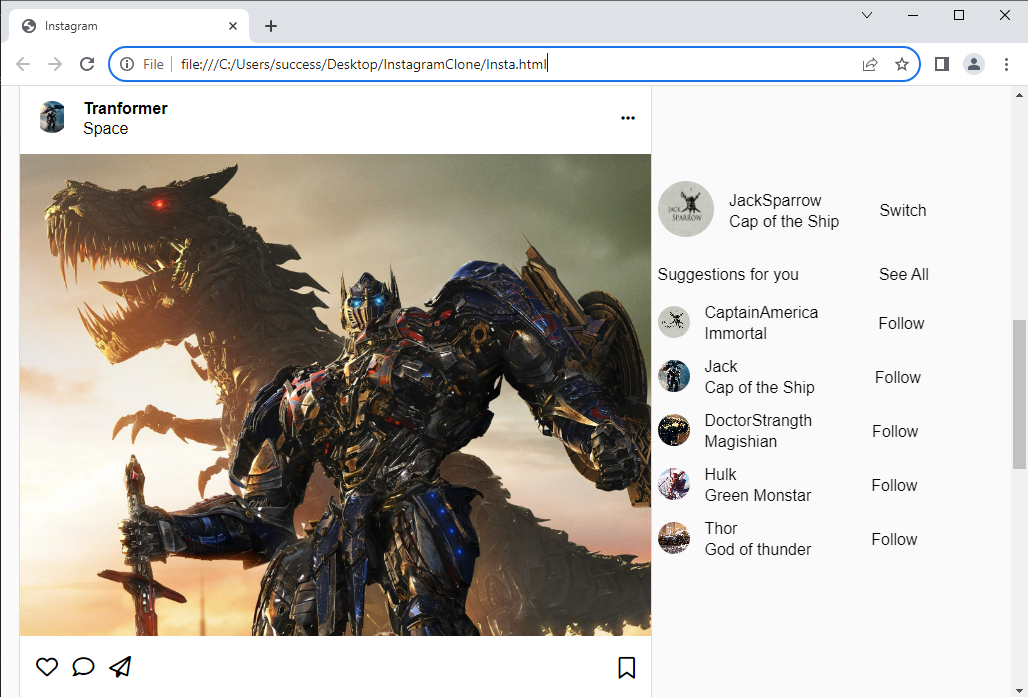 Instagram
File file:///C:/Users/success/Desktop/InstagramClone/Insta.html
Tranformer
Space
JACK
SPARROW
JackSparrow
Cap of the Ship
Switch
Suggestions for you
See All
CaptainAmerica
Immortal
Follow
Jack
Cap of the Ship
Follow
DoctorStrangth
Magishian
Follow
Hulk
Green Monstar
Follow
Thor
God of thunder
Follow